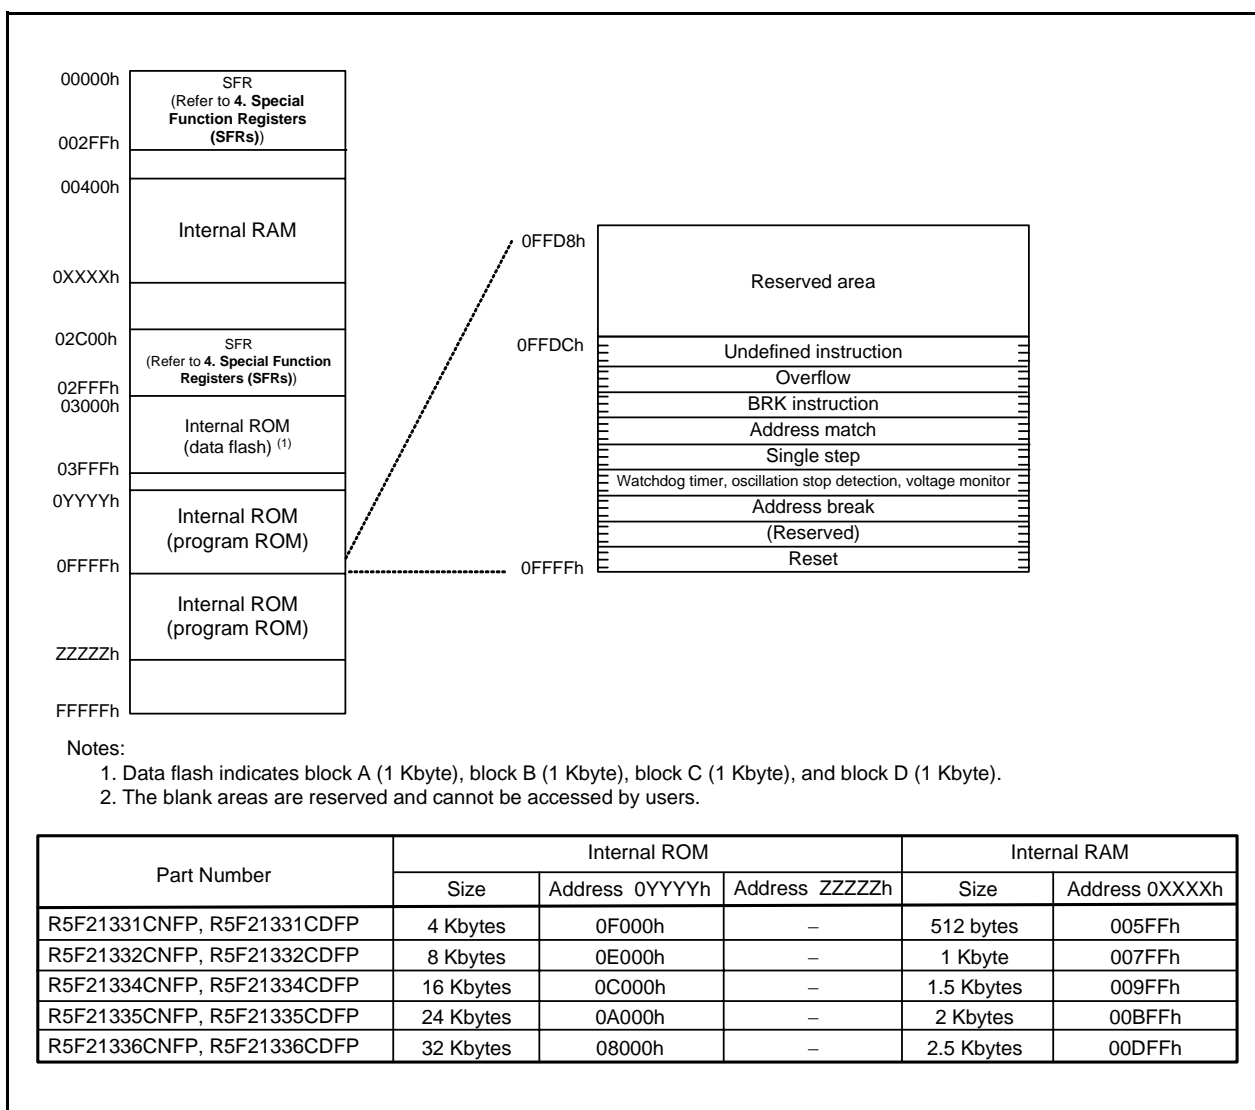 00000h
SFR
(Refer to 4. Special
Function Registers
(SFRs))
002FFh
00400h
Internal RAM
0XXXXh
02C00h
SFR
(Refer to 4. Special Function
Registers (SFRs))
02FFFh
03000h
Internal ROM
(data flash) (1)
03FFFh
0YYYYh
Internal ROM
(program ROM)
0FFFFh
Internal ROM
(program ROM)
ZZZZZh
FFFFFh
0FFD8h
Reserved area
0FFDCh
Undefined instruction
Overflow
BRK instruction
Address match
Single step
Watchdog timer, oscillation stop detection, voltage monitor
Address break
(Reserved)
Reset
0FFFFh
Notes:
1. Data flash indicates block A (1 Kbyte), block B (1 Kbyte), block C (1 Kbyte), and block D (1 Kbyte).
2. The blank areas are reserved and cannot be accessed by users.
Part Number Internal ROM Internal RAM
Size Address 0YYYYh Address ZZZZZh Size Address 0XXXXh
R5F21331CNFP, R5F21331CDFP 4 Kbytes 0F000h – 512 bytes 005FFh
R5F21332CNFP, R5F21332CDFP 8 Kbytes 0E000h – 1 Kbyte 007FFh
R5F21334CNFP, R5F21334CDFP 16 Kbytes 0C000h – 1.5 Kbytes 009FFh
R5F21335CNFP, R5F21335CDFP 24 Kbytes 0A000h – 2 Kbytes 00BFFh
R5F21336CNFP, R5F21336CDFP 32 Kbytes 08000h – 2.5 Kbytes 00DFFh